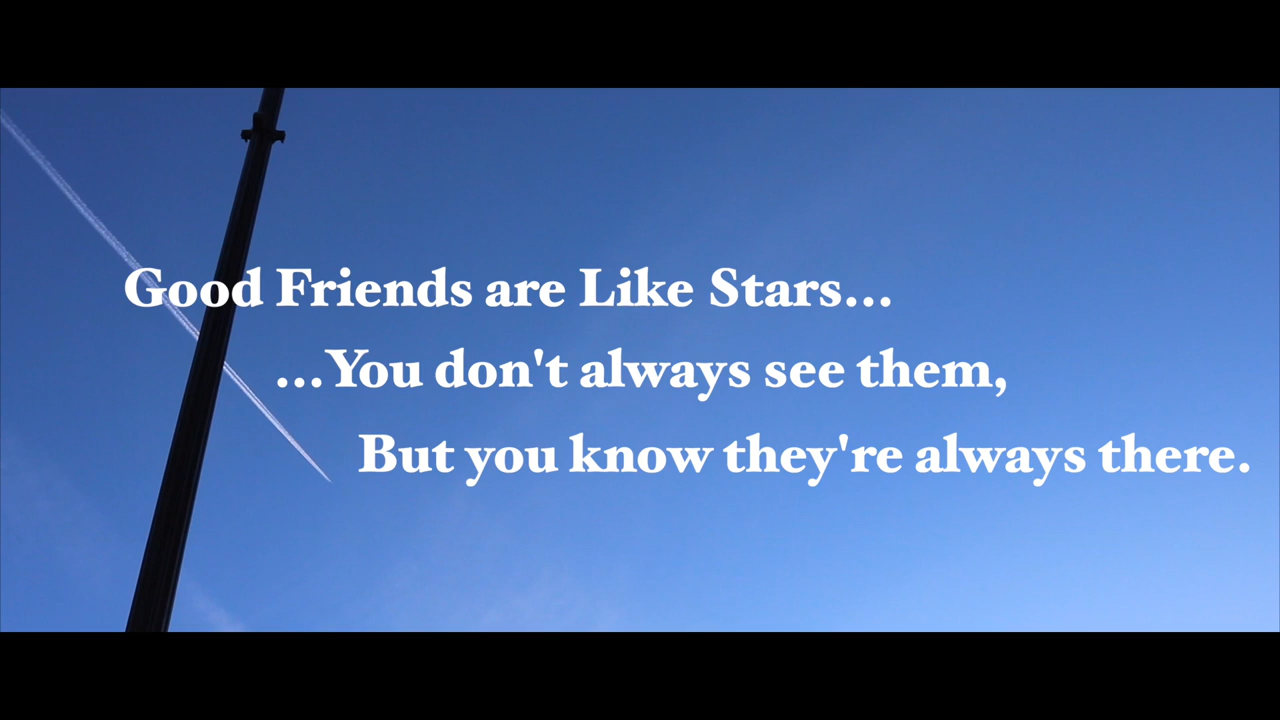 Good Friends are Like Stars...
...You don't always see them,
But you know they're always there.